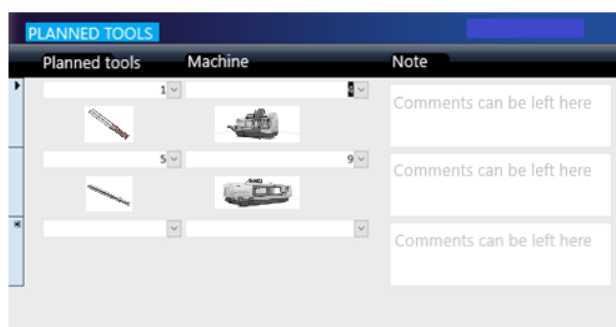 PLANNED TOOLS
Planned tools Machine Note
1
Comments can be left here
5 9 Comments can be left here
Comments can be left here